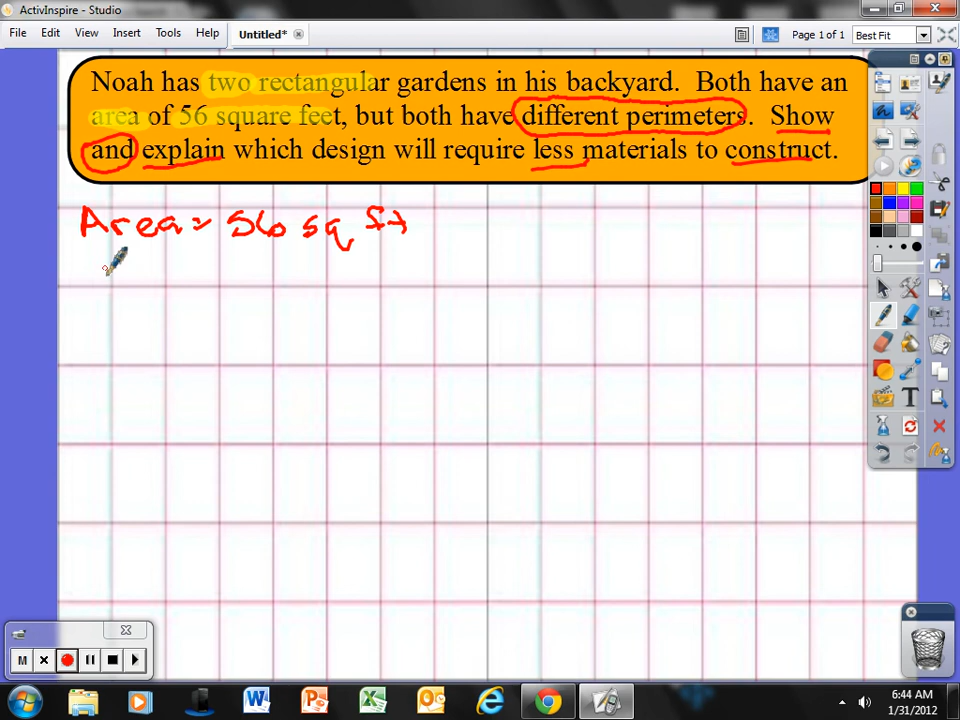 ActivInspire - Studio
File Edit View Insert Tools Help Untitled* Page 1 of 1 Best Fit
Noah has two rectangular gardens in his backyard. Both have an
area of 56 square feet, but both have different perimeters. Show
and explain which design will require less materials to construct.
Area= 56 sq ft
T
M
W P X O
6:44 AM
1/31/2012